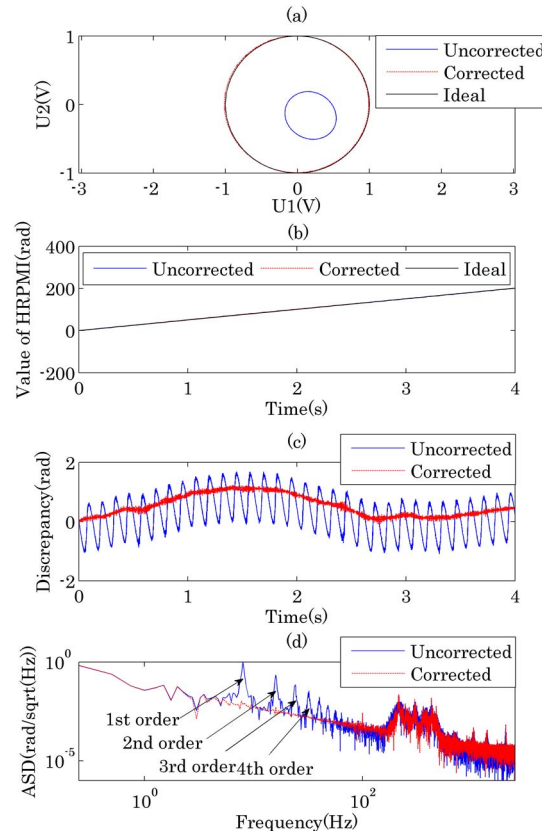 (a)
Uncorrected
Corrected
Ideal
U2(V)
1
0
-1
-3 -2 -1 0 1 2 3
U1(V)
(b)
Uncorrected Corrected Ideal
Value of HRPMI(rad)
400
200
0
-200
0 1 2 3 4
Time(s)
(c)
Uncorrected
Corrected
Discrepancy(rad)
2
0
-2
0 1 2 3 4
Time(s)
(d)
Uncorrected
Corrected
ASD(rad/sqrt(Hz)
10^0
10^-5
1st order
2nd order
3rd order 4th order
10^0 10^2
Frequency(Hz)